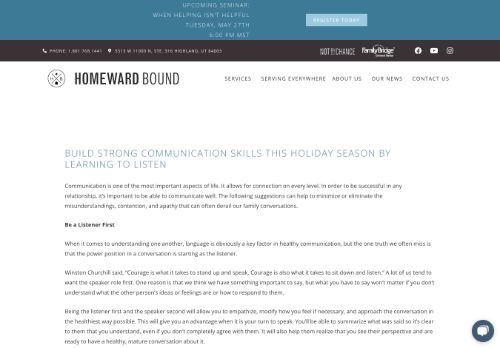 UPCOMING SEMINAR:
WHEN HELPING ISN'T HELPFUL
TUESDAY, MAY 27TH
6:00 PM MST
REGISTER TODAY
PHONE: 1.801.768.1441
5513 W 11000 N, STE. 316 HIGHLAND, UT 84003
NOT BY CHANCE
FamilyBridge
HOMEWARD BOUND
SERVICES
SERVING EVERYWHERE
ABOUT US
OUR NEWS
CONTACT US
BUILD STRONG COMMUNICATION SKILLS THIS HOLIDAY SEASON BY
LEARNING TO LISTEN
Communication is one of the most important aspects of life. It allows for connection on every level. In order to be successful in any
relationship, it's important to be able to communicate well. The following suggestions can help to minimize or eliminate the
misunderstandings, contention, and apathy that can often derail our family conversations.
Be a Listener First
When it comes to understanding one another, language is obviously a key factor in healthy communication, but the one truth we often miss is
that the power position in a conversation is starting as the listener.
Winston Churchill said, "Courage is what it takes to stand up and speak, Courage is also what it takes to sit down and listen." A lot of us tend to
want the speaker role first. One reason is that we think we have something important to say, but what you have to say won't matter if you don't
understand what the other person's ideas or feelings are or how to respond to them.
Being the listener first and the speaker second will allow you to empathize, modify how you feel if necessary, and approach the conversation in
the healthiest way possible. This will give you an advantage when it is your turn to speak. You'll be able to summarize what was said so it's clear
to them that you understand, even if you don't completely agree with them. It will also help them realize that you see their perspective and are
ready to have a healthy, mature conversation about it.